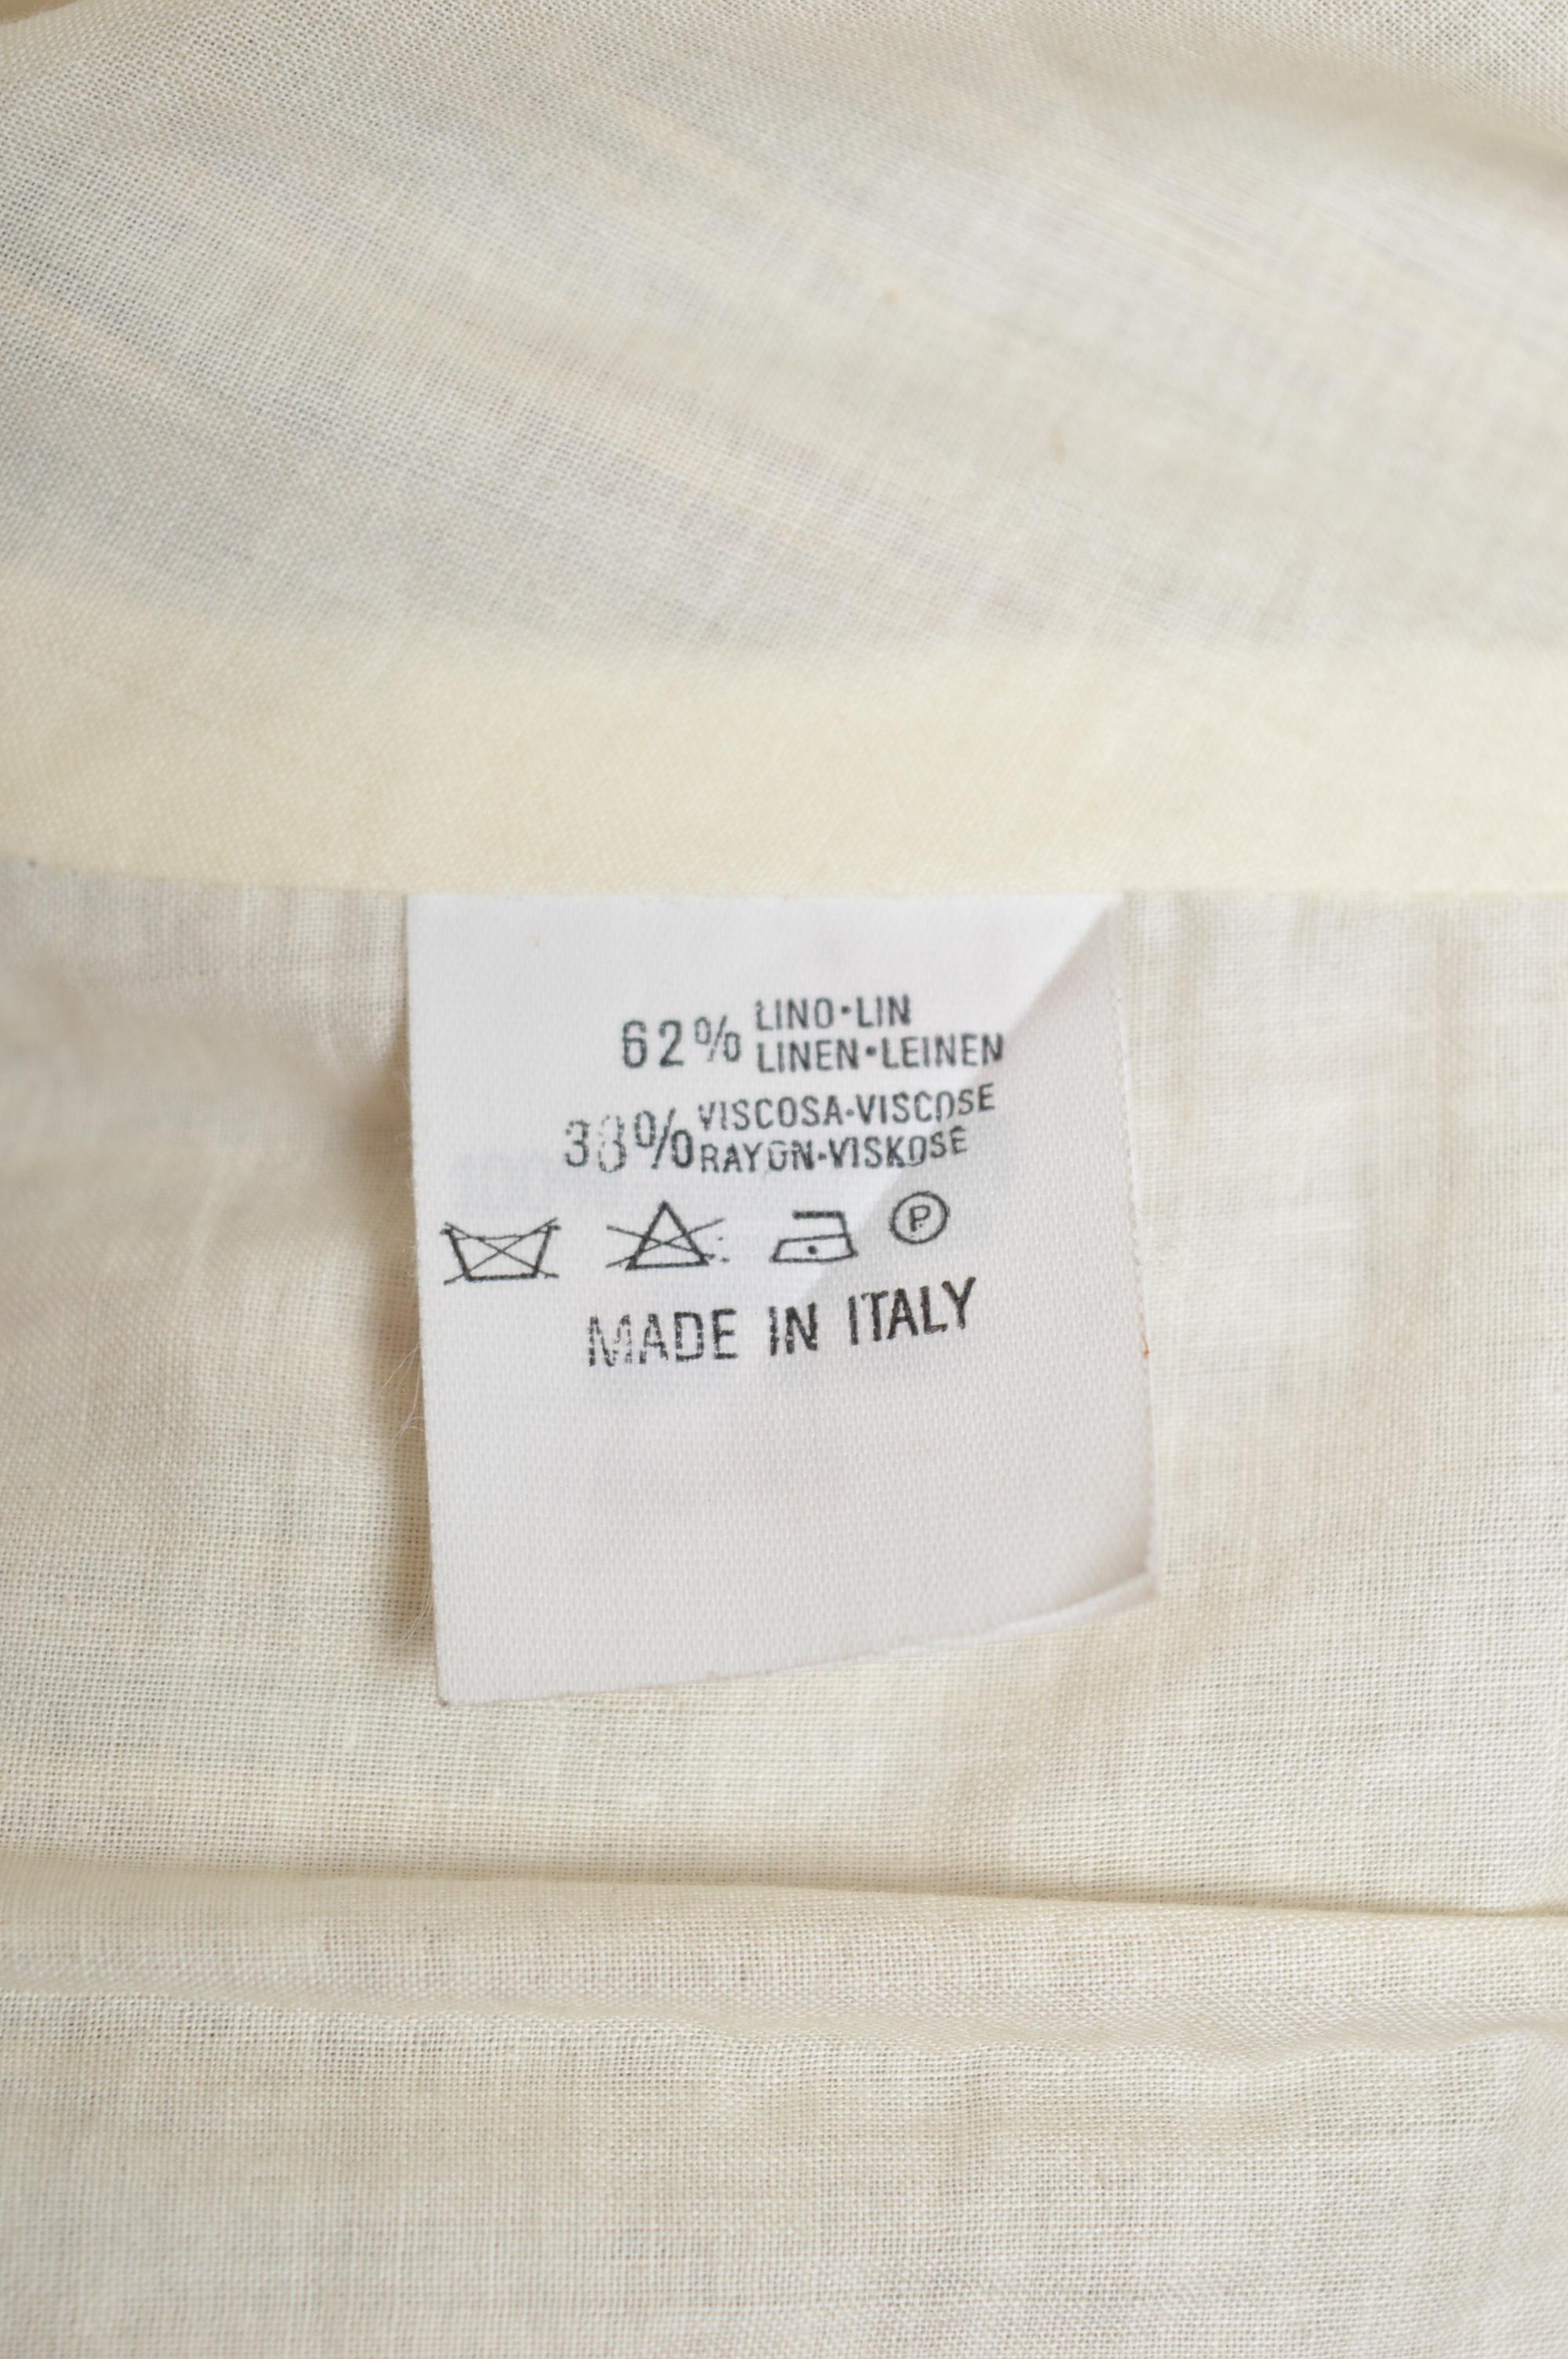 62% LINO·LIN
LINEN·LEINEN
38% VISCOSA·VISCOSE
RAYON·VISKOSE
P
MADE IN ITALY